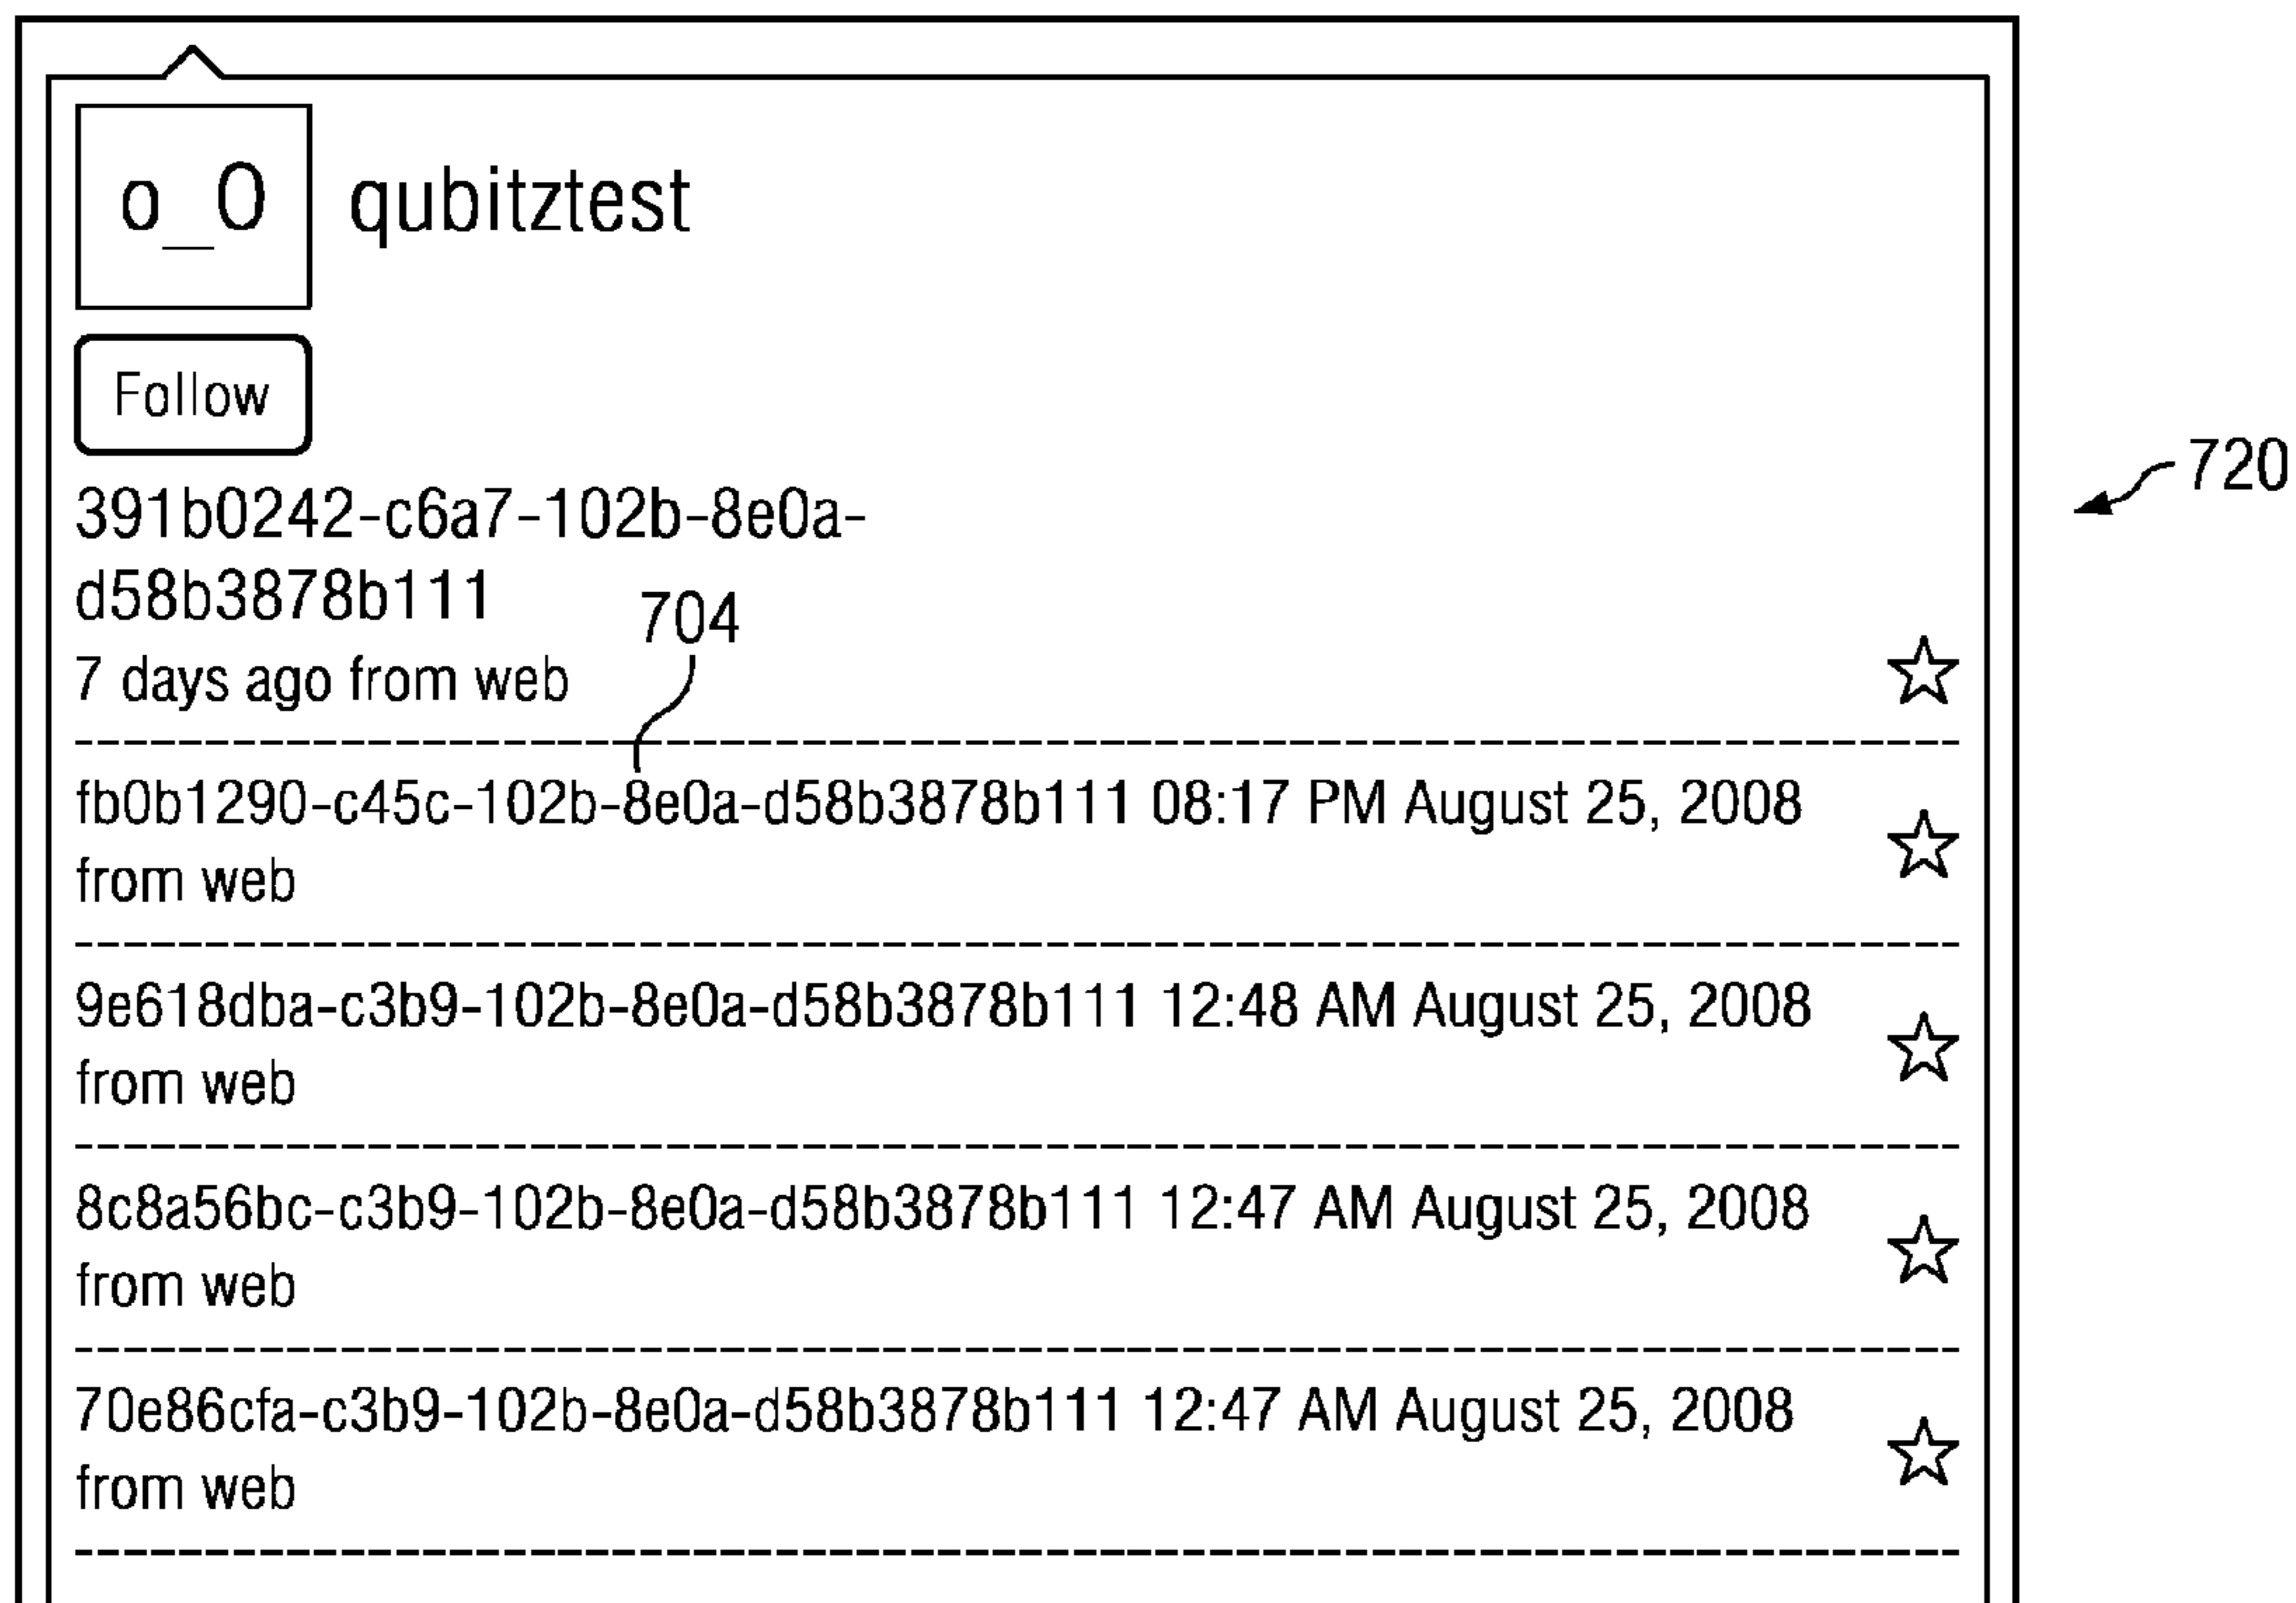 o_O qubitztest
Follow
720
391b0242-c6a7-102b-8e0a-
d58b3878b111
704
7 days ago from web
fb0b1290-c45c-102b-8e0a-d58b3878b111 08:17 PM August 25, 2008
from web
9e618dba-c3b9-102b-8e0a-d58b3878b111 12:48 AM August 25, 2008
from web
8c8a56bc-c3b9-102b-8e0a-d58b3878b111 12:47 AM August 25, 2008
from web
70e86cfa-c3b9-102b-8e0a-d58b3878b111 12:47 AM August 25, 2008
from web